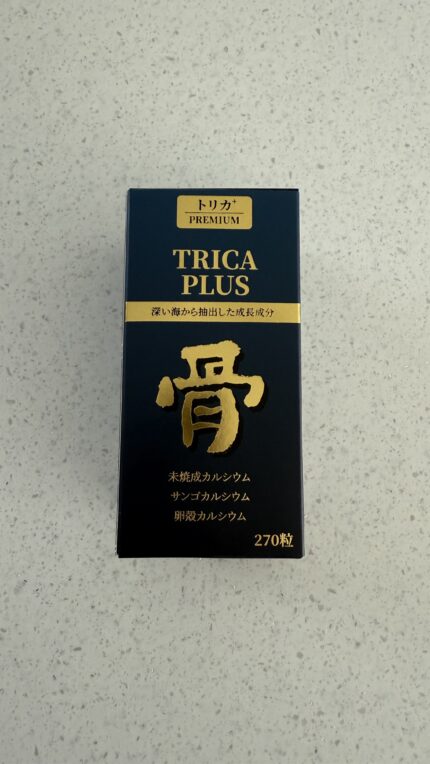 トリカ+
PREMIUM
TRICA
PLUS
深い海から抽出した成長成分
骨
未焼成カルシウム
サンゴカルシウム
卵殻カルシウム
270粒